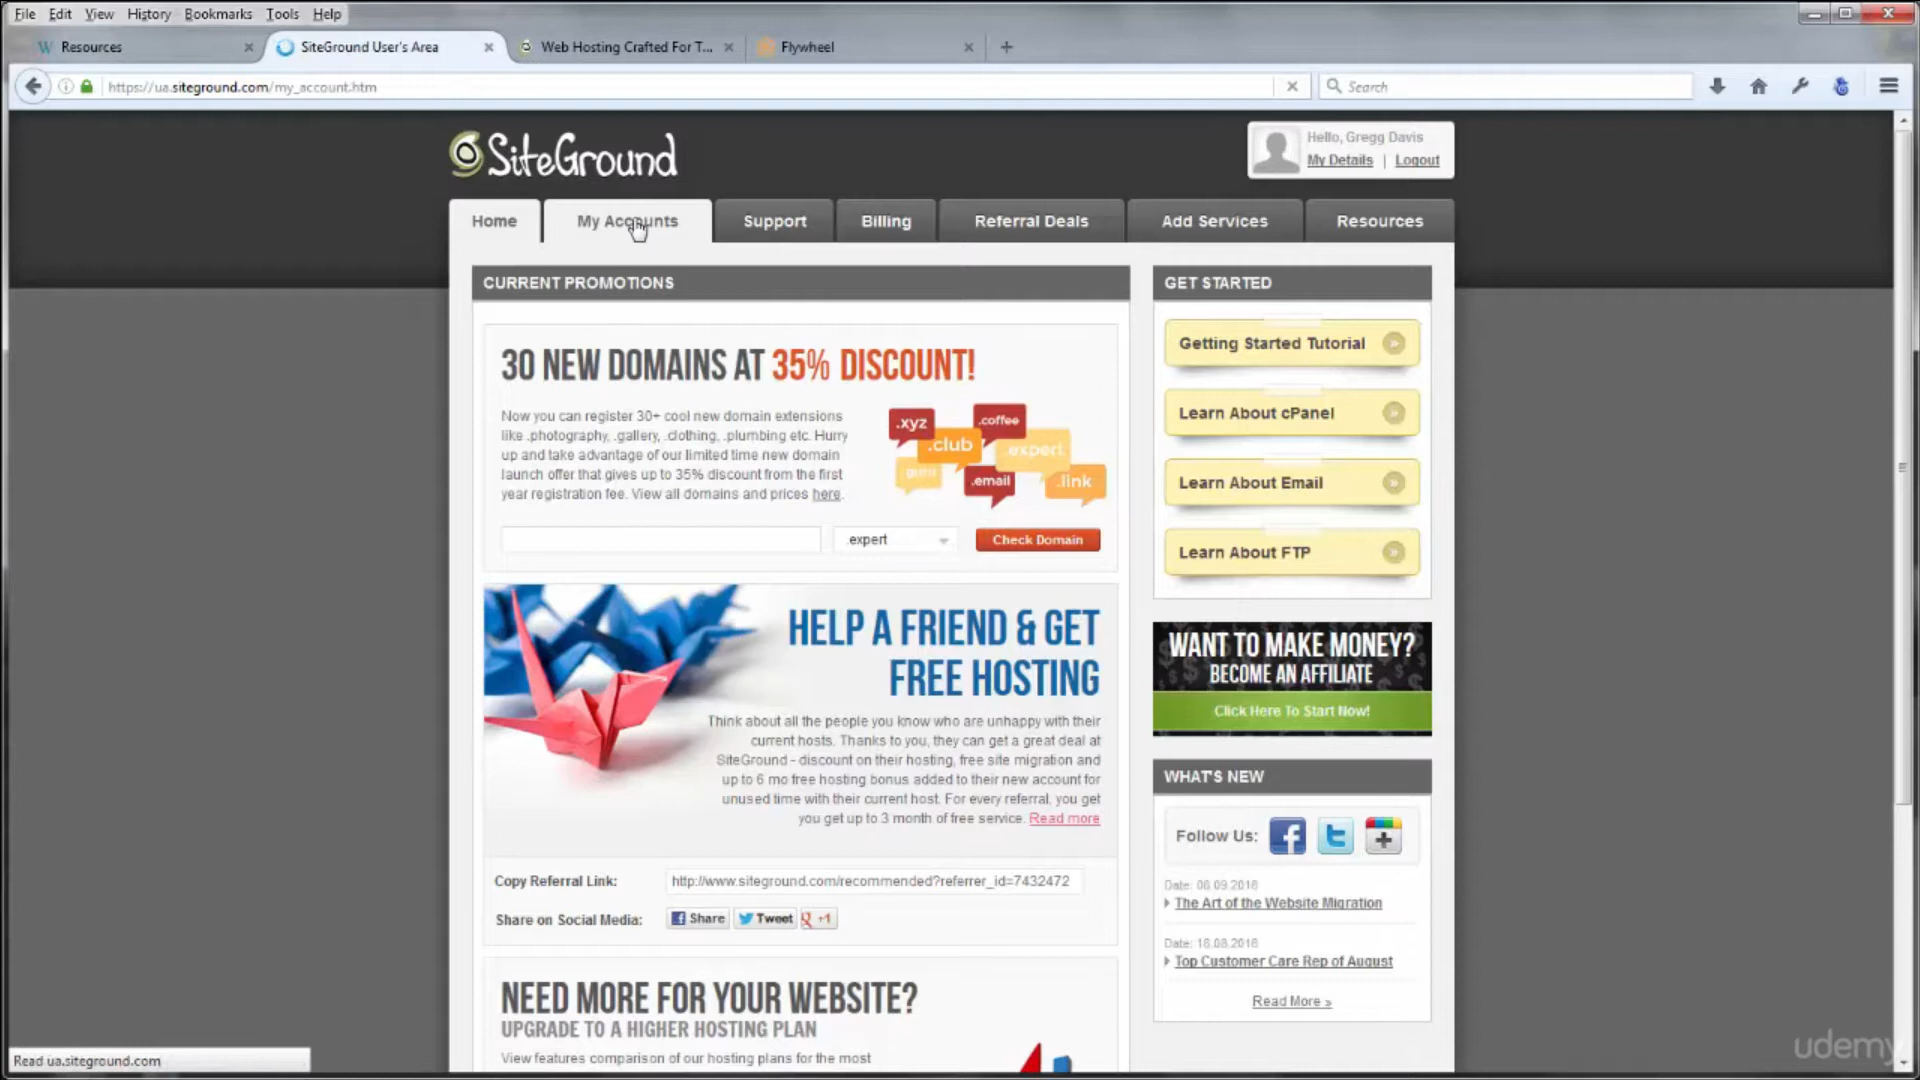 File Edit View History Bookmarks Tools Help
W Resources
SiteGround User's Area
Web Hosting Crafted For T...
Flywheel
https://ua.siteground.com/my_account.htm
Search
SiteGround
Hello, Gregg Davis
My Details | Logout
Home
My Accounts
Support
Billing
Referral Deals
Add Services
Resources
CURRENT PROMOTIONS
30 NEW DOMAINS AT 35% DISCOUNT!
Now you can register 30+ cool new domain extensions
like .photography, .gallery, .clothing, .plumbing etc. Hurry
up and take advantage of our limited time new domain
launch offer that gives up to 35% discount from the first
year registration fee. View all domains and prices here.
.xyz
.coffee
.club
.expert
.guru
.email
.link
.expert
Check Domain
HELP A FRIEND & GET
FREE HOSTING
Think about all the people you know who are unhappy with their
current hosts. Thanks to you, they can get a great deal at
SiteGround - discount on their hosting, free site migration and
up to 6 mo free hosting bonus added to their new account for
unused time with their current host. For every referral, you get
you get up to 3 month of free service. Read more
Copy Referral Link:
http://www.siteground.com/recommended?referrer_id=7432472
Share on Social Media:
Share
Tweet
+1
NEED MORE FOR YOUR WEBSITE?
UPGRADE TO A HIGHER HOSTING PLAN
View features comparison of our hosting plans for the most
GET STARTED
Getting Started Tutorial
Learn About cPanel
Learn About Email
Learn About FTP
WANT TO MAKE MONEY?
BECOME AN AFFILIATE
Click Here To Start Now!
WHAT'S NEW
Follow Us:
Date: 06.09.2016
The Art of the Website Migration
Date: 16.08.2016
Top Customer Care Rep of August
Read More »
Read ua.siteground.com
udemy